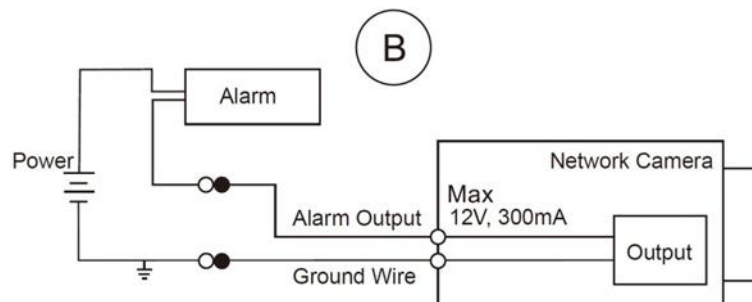 B
Alarm
Power
Network Camera
Max
12V, 300mA
Alarm Output
Output
Ground Wire